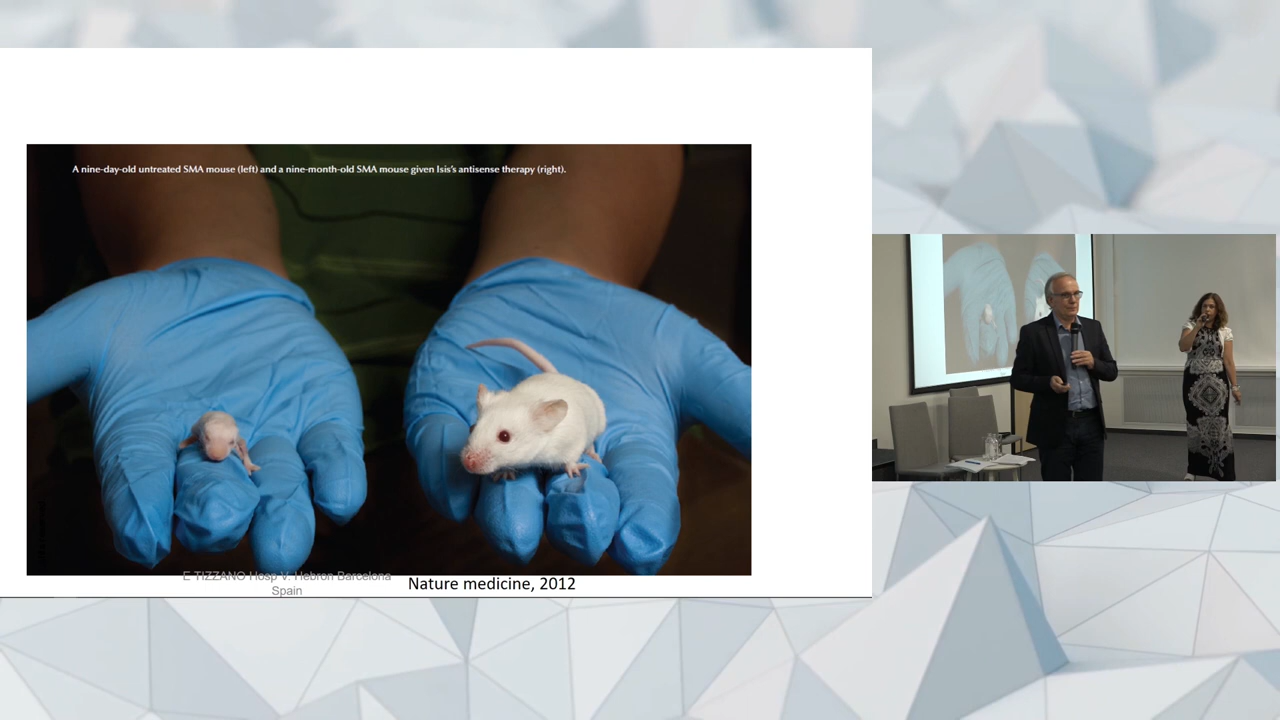 A nine-day-old untreated SMA mouse (left) and a nine-month-old SMA mouse given Isis's antisense therapy (right).
E TIZZANO Hosp V. Hebron Barcelona
Spain
Nature medicine, 2012